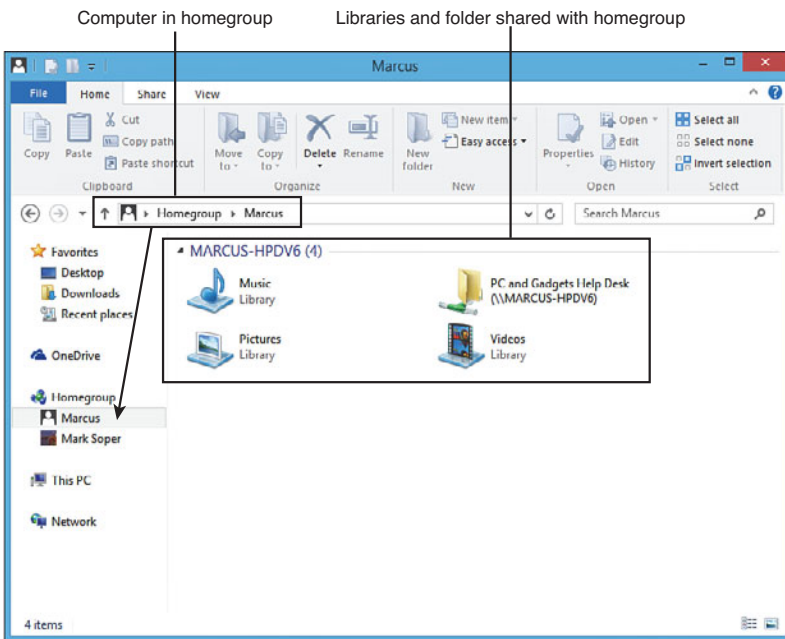 Computer in homegroup
Libraries and folder shared with homegroup
Marcus
File Home Share View
Copy
Paste
Cut
Copy path
Paste shortcut
Move to
Copy to
Delete
Rename
New folder
New item
Easy access
Properties
Open
Edit
History
Select all
Select none
Invert selection
Clipboard
Organize
New
Open
Select
Homegroup Marcus
Search Marcus
Favorites
Desktop
Downloads
Recent places
OneDrive
Homegroup
Marcus
Mark Soper
This PC
Network
MARCUS-HPDV6 (4)
Music
Library
PC and Gadgets Help Desk
(\\MARCUS-HPDV6)
Pictures
Library
Videos
Library
4 items